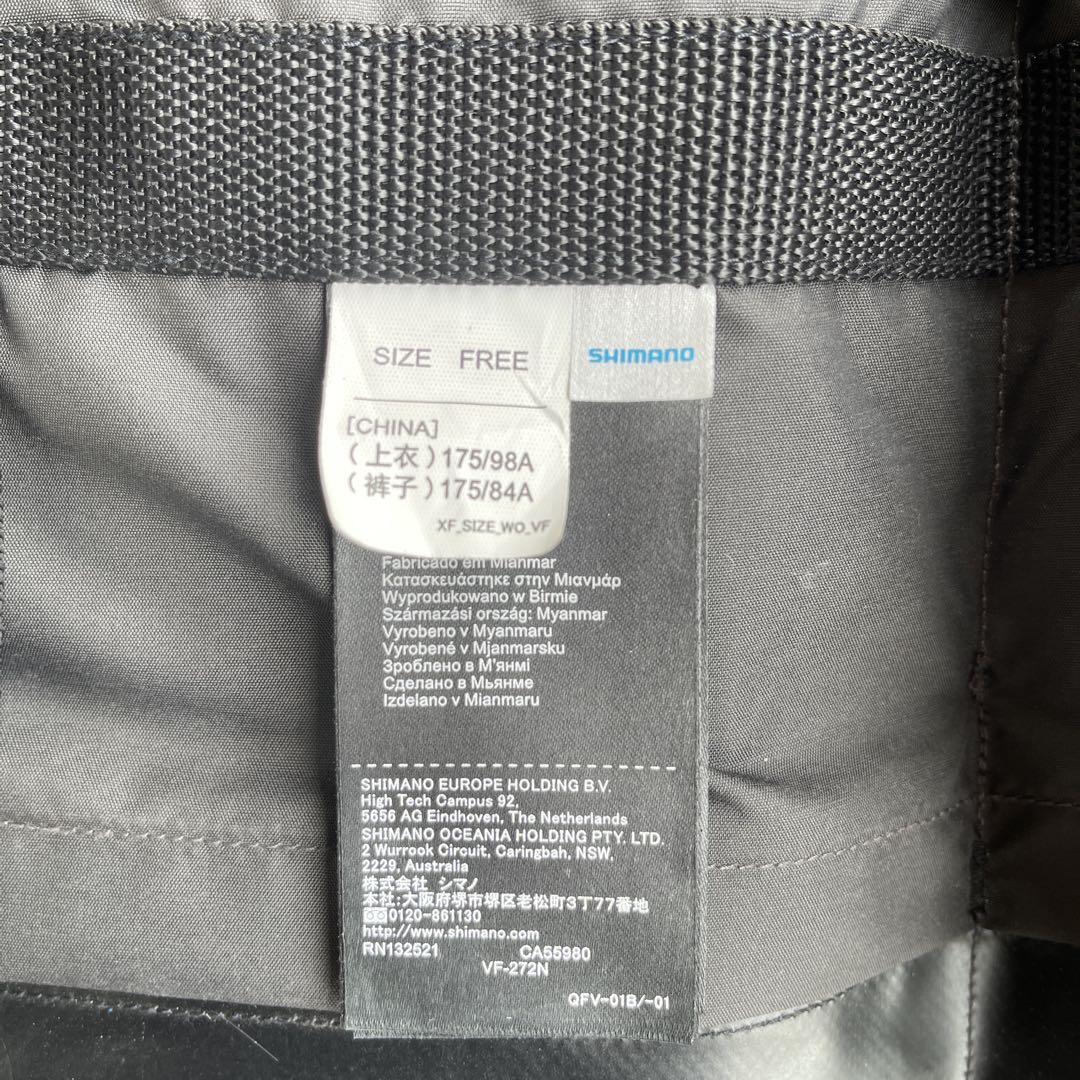 SIZE FREE
SHIMANO
[CHINA]
(上衣)175/98A
(裤子)175/84A
XF_SIZE_WO_VF
Fabricado em Mianmar
Κατασκευάστηκε στην Μιανμάρ
Wyprodukowano w Birmie
Származási ország: Myanmar
Vyrobeno v Myanmaru
Vyrobené v Mjanmarsku
Зроблено в М'янмі
Сделано в Мьянме
Izdelano v Mianmaru
SHIMANO EUROPE HOLDING B.V.
High Tech Campus 92,
5656 AG Eindhoven, The Netherlands
SHIMANO OCEANIA HOLDING PTY. LTD.
2 Wurrook Circuit, Caringbah, NSW,
2229, Australia
株式会社 シマノ
本社:大阪府堺市堺区老松町3丁77番地
0120-861130
http://www.shimano.com
RN132521 CA55980
VF-272N
QFV-01B/-01